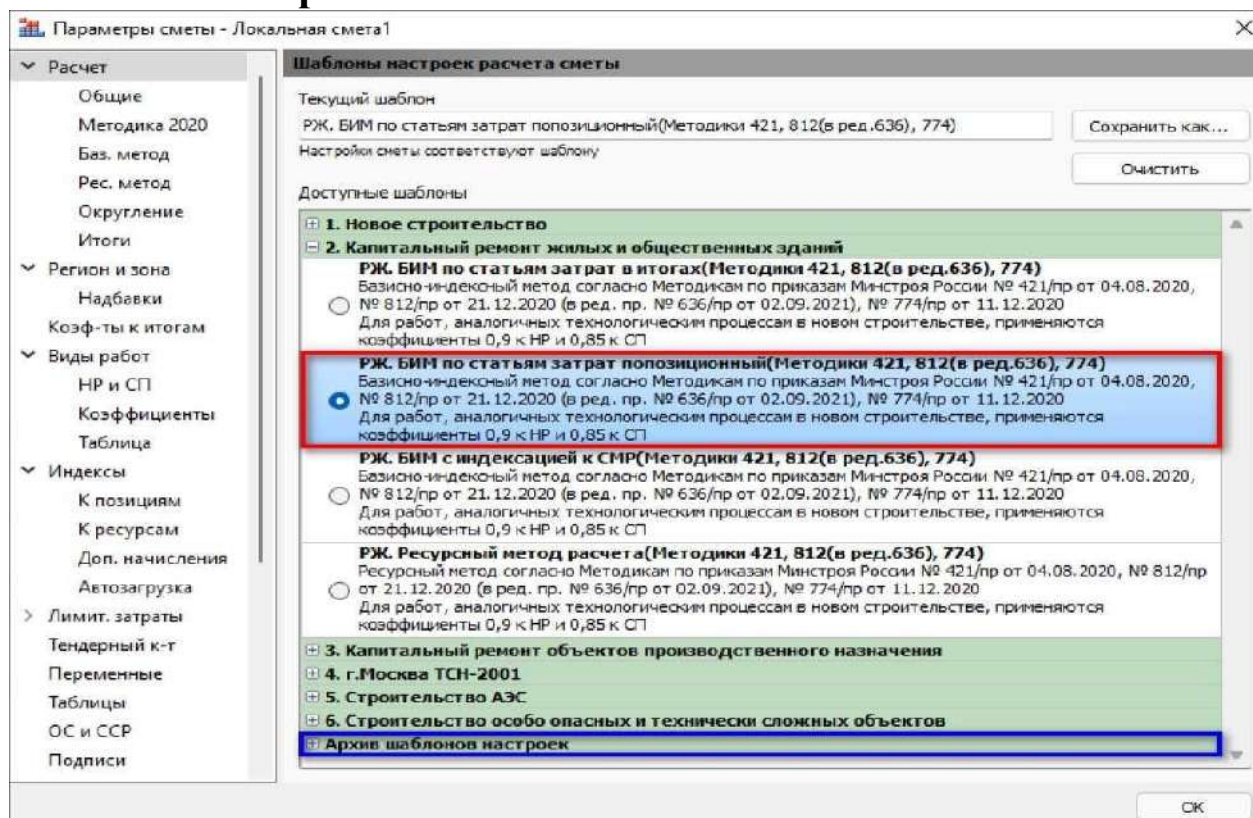 Параметры сметы - Локальная смета1
Расчет
Общие
Методика 2020
Баз. метод
Рес. метод
Округление
Итоги
Регион и зона
Надбавки
Коэф-ты к итогам
Виды работ
НР и СП
Коэффициенты
Таблица
Индексы
К позициям
К ресурсам
Доп. начисления
Автозагрузка
Лимит. затраты
Тендерный к-т
Переменные
Таблицы
ОС и ССР
Подписи
Шаблоны настроек расчета сметы
Текущий шаблон
РЖ. БИМ по статьям затрат попозиционный(Методики 421, 812(в ред.636), 774)
Сохранить как...
Настройки сметы соответствуют шаблону
Очистить
Доступные шаблоны
1. Новое строительство
2. Капитальный ремонт жилых и общественных зданий
РЖ. БИМ по статьям затрат в итогах(Методики 421, 812(в ред.636), 774)
Базисно-индексный метод согласно Методикам по приказам Минстроя России № 421/пр от 04.08.2020,
№ 812/пр от 21.12.2020 (в ред. пр. № 636/пр от 02.09.2021), № 774/пр от 11.12.2020
Для работ, аналогичных технологическим процессам в новом строительстве, применяются
коэффициенты 0,9 к НР и 0,85 к СП
РЖ. БИМ по статьям затрат попозиционный(Методики 421, 812(в ред.636), 774)
Базисно-индексный метод согласно Методикам по приказам Минстроя России № 421/пр от 04.08.2020,
№ 812/пр от 21.12.2020 (в ред. пр. № 636/пр от 02.09.2021), № 774/пр от 11.12.2020
Для работ, аналогичных технологическим процессам в новом строительстве, применяются
коэффициенты 0,9 к НР и 0,85 к СП
РЖ. БИМ с индексацией к СМР(Методики 421, 812(в ред.636), 774)
Базисно-индексный метод согласно Методикам по приказам Минстроя России № 421/пр от 04.08.2020,
№ 812/пр от 21.12.2020 (в ред. пр. № 636/пр от 02.09.2021), № 774/пр от 11.12.2020
Для работ, аналогичных технологическим процессам в новом строительстве, применяются
коэффициенты 0,9 к НР и 0,85 к СП
РЖ. Ресурсный метод расчета(Методики 421, 812(в ред.636), 774)
Ресурсный метод согласно Методикам по приказам Минстроя России № 421/пр от 04.08.2020, № 812/пр
от 21.12.2020 (в ред. пр. № 636/пр от 02.09.2021), № 774/пр от 11.12.2020
Для работ, аналогичных технологическим процессам в новом строительстве, применяются
коэффициенты 0,9 к НР и 0,85 к СП
3. Капитальный ремонт объектов производственного назначения
4. г.Москва ТСН-2001
5. Строительство АЭС
6. Строительство особо опасных и технически сложных объектов
Архив шаблонов настроек
ОК